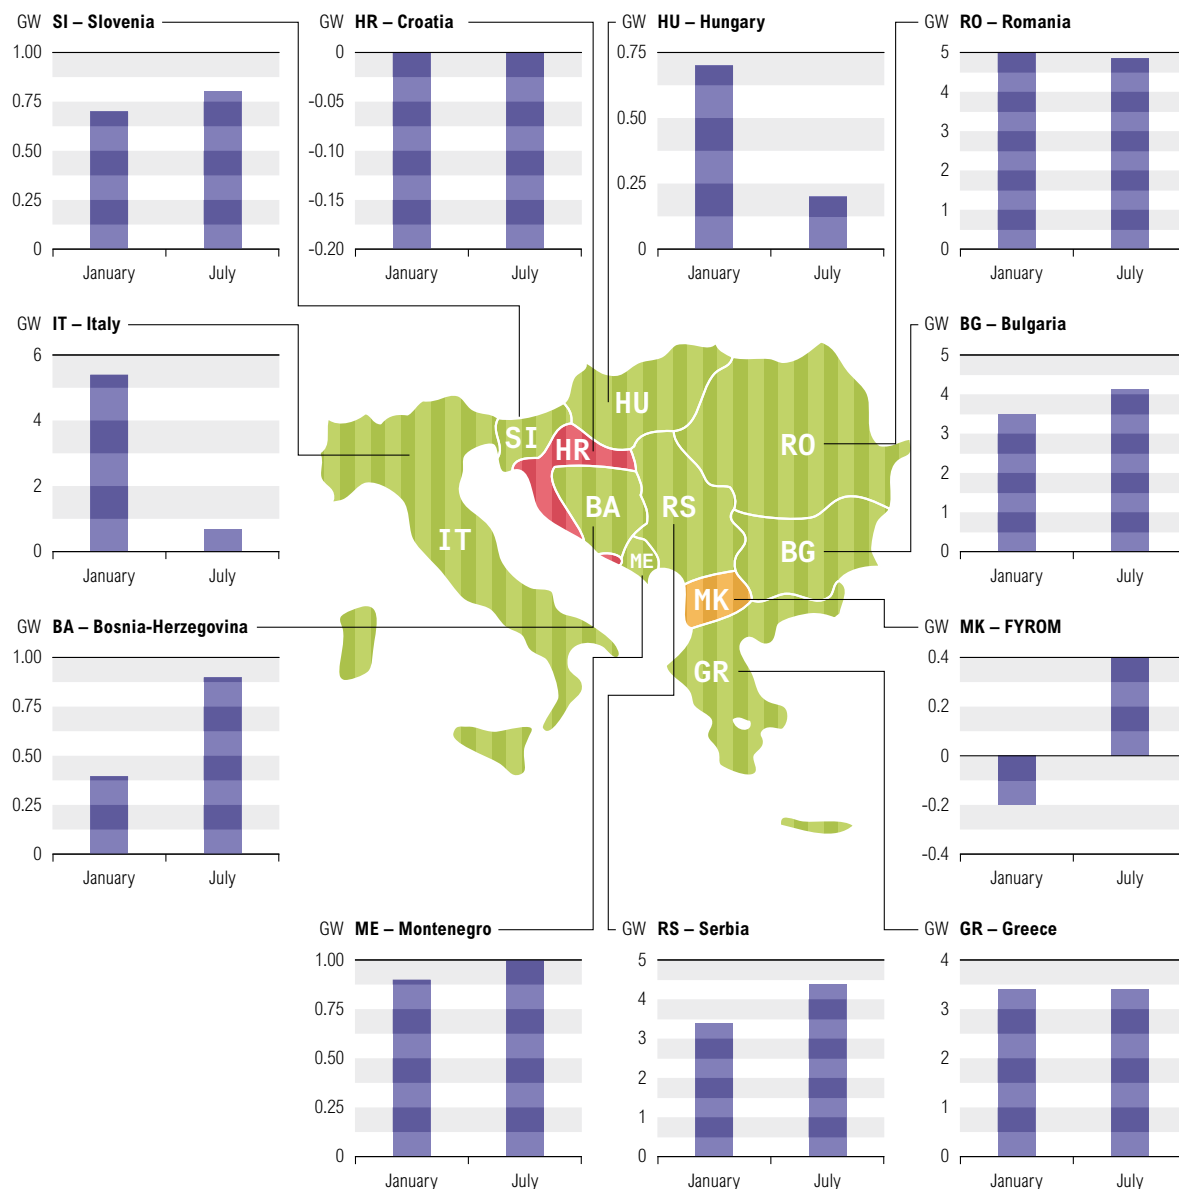 GW SI – Slovenia
1.00
0.75
0.50
0.25
0
January July
GW HR – Croatia
0
-0.05
-0.10
-0.15
-0.20
January July
GW HU – Hungary
0.75
0.50
0.25
0
January July
GW RO – Romania
5
4
3
2
1
0
January July
GW IT – Italy
6
4
2
0
January July
GW BG – Bulgaria
5
4
3
2
1
0
January July
HU
SI
HR
RO
BA
RS
IT
BG
ME
MK
GR
GW BA – Bosnia-Herzegovina
1.00
0.75
0.50
0.25
0
January July
GW MK – FYROM
0.4
0.2
0
-0.2
-0.4
January July
GW ME – Montenegro
1.00
0.75
0.50
0.25
0
January July
GW RS – Serbia
5
4
3
2
1
0
January July
GW GR – Greece
4
3
2
1
0
January July